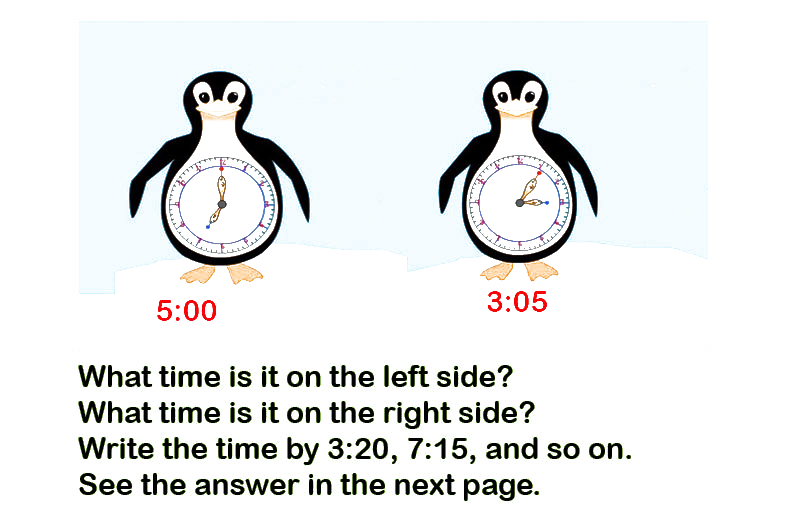 5:00
3:05
What time is it on the left side?
What time is it on the right side?
Write the time by 3:20, 7:15, and so on.
See the answer in the next page.